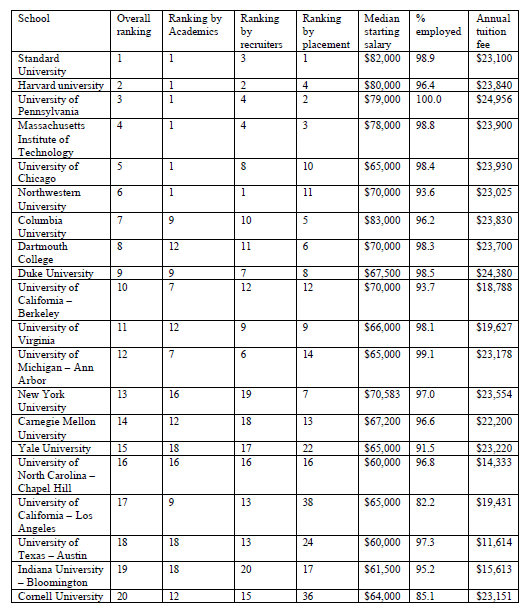 School Overall ranking Ranking by Academics Ranking by recruiters Ranking by placement Median starting salary % employed Annual tuition fee
Standard University 1 1 3 1 $82,000 98.9 $23,100
Harvard university 2 1 2 4 $80,000 96.4 $23,840
University of Pennsylvania 3 1 4 2 $79,000 100.0 $24,956
Massachusetts Institute of Technology 4 1 4 3 $78,000 98.8 $23,900
University of Chicago 5 1 8 10 $65,000 98.4 $23,930
Northwestern University 6 1 1 11 $70,000 93.6 $23,025
Columbia University 7 9 10 5 $83,000 96.2 $23,830
Dartmouth College 8 12 11 6 $70,000 98.3 $23,700
Duke University 9 9 7 8 $67,500 98.5 $24,380
University of California – Berkeley 10 7 12 12 $70,000 93.7 $18,788
University of Virginia 11 12 9 9 $66,000 98.1 $19,627
University of Michigan – Ann Arbor 12 7 6 14 $65,000 99.1 $23,178
New York University 13 16 19 7 $70,583 97.0 $23,554
Carnegie Mellon University 14 12 18 13 $67,200 96.6 $22,200
Yale University 15 18 17 22 $65,000 91.5 $23,220
University of North Carolina – Chapel Hill 16 16 16 16 $60,000 96.8 $14,333
University of California – Los Angeles 17 9 13 38 $65,000 82.2 $19,431
University of Texas – Austin 18 18 13 24 $60,000 97.3 $11,614
Indiana University – Bloomington 19 18 20 17 $61,500 95.2 $15,613
Cornell University 20 12 15 36 $64,000 85.1 $23,151